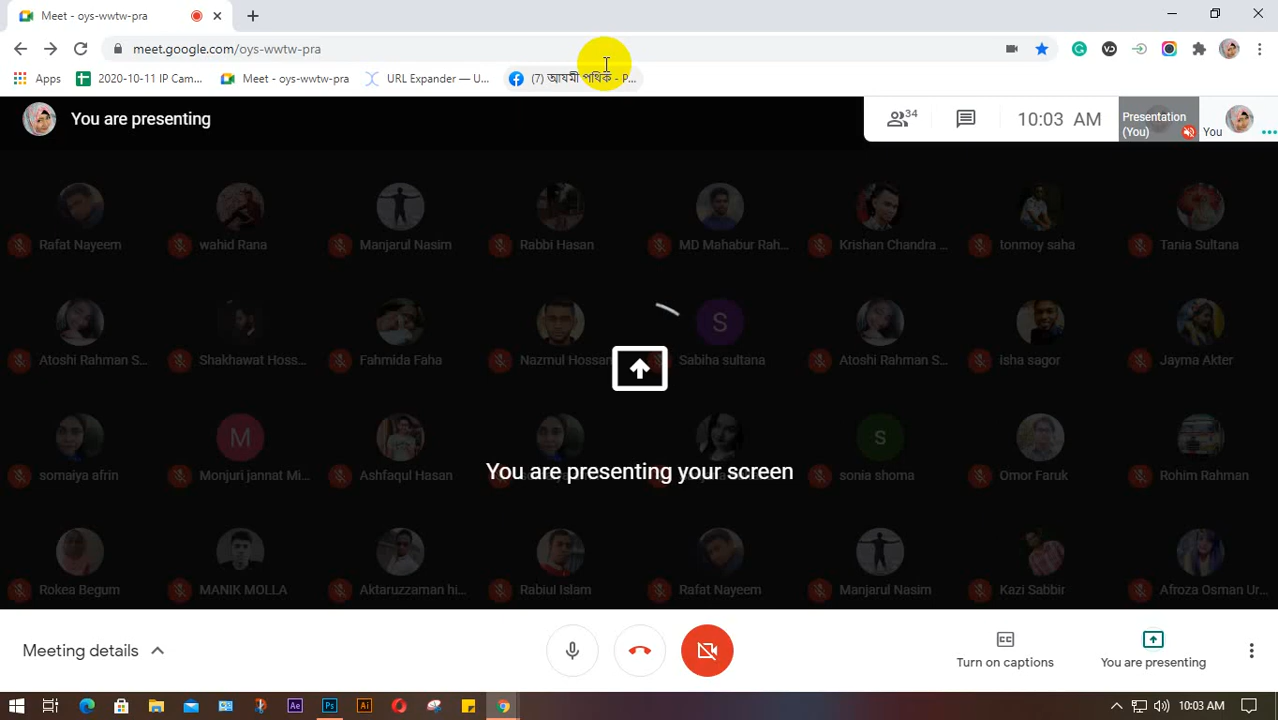 Meet - oys-wwtw-pra
meet.google.com/oys-wwtw-pra
Apps 2020-10-11 IP Cam... Meet - oys-wwtw-pra URL Expander — U... (7) আযমী পথিক - P...
You are presenting
34 10:03 AM Presentation (You) You
Rafat Nayeem wahid Rana Manjarul Nasim Rabbi Hasan MD Mahabur Rah... Krishan Chandra ... tonmoy saha Tania Sultana
Atoshi Rahman S... Shakhawat Hoss... Fahmida Faha Nazmul Hossan S Sabiha sultana Atoshi Rahman S... isha sagor Jayma Akter
somaiya afrin M Monjuri jannat Mi... Ashfaqul Hasan S sonia shoma Omor Faruk Rohim Rahman
You are presenting your screen
Rokea Begum MANIK MOLLA Aktaruzzaman hi... Rabiul Islam Rafat Nayeem Manjarul Nasim Kazi Sabbir Afroza Osman Ur...
Meeting details Turn on captions You are presenting
Ae Ps Ai 10:03 AM